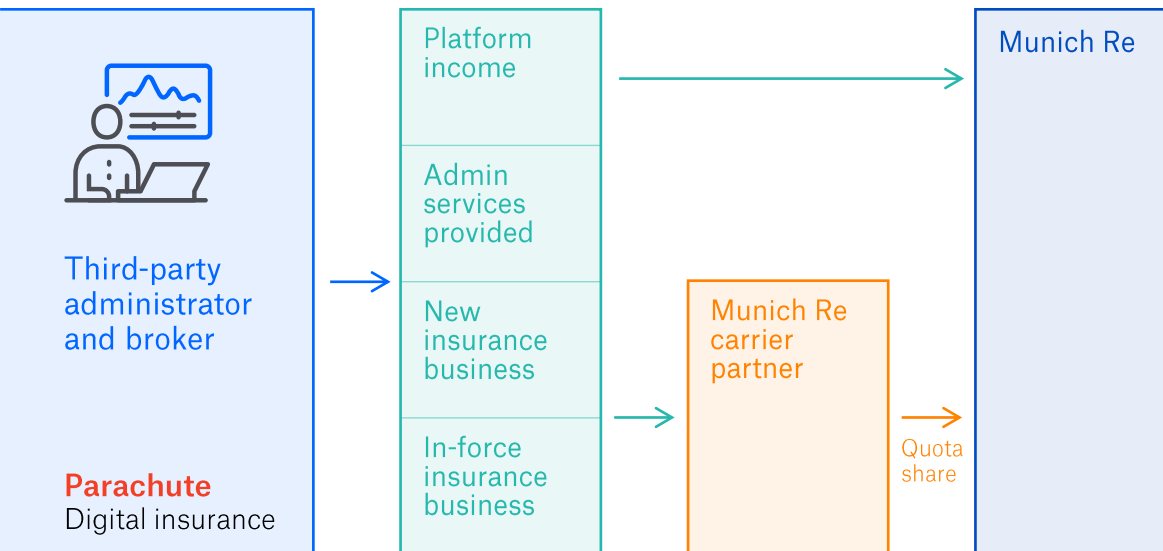 Third-party
administrator
and broker
Parachute
Digital insurance
Platform
income
Admin
services
provided
New
insurance
business
In-force
insurance
business
Munich Re
carrier
partner
Quota
share
Munich Re